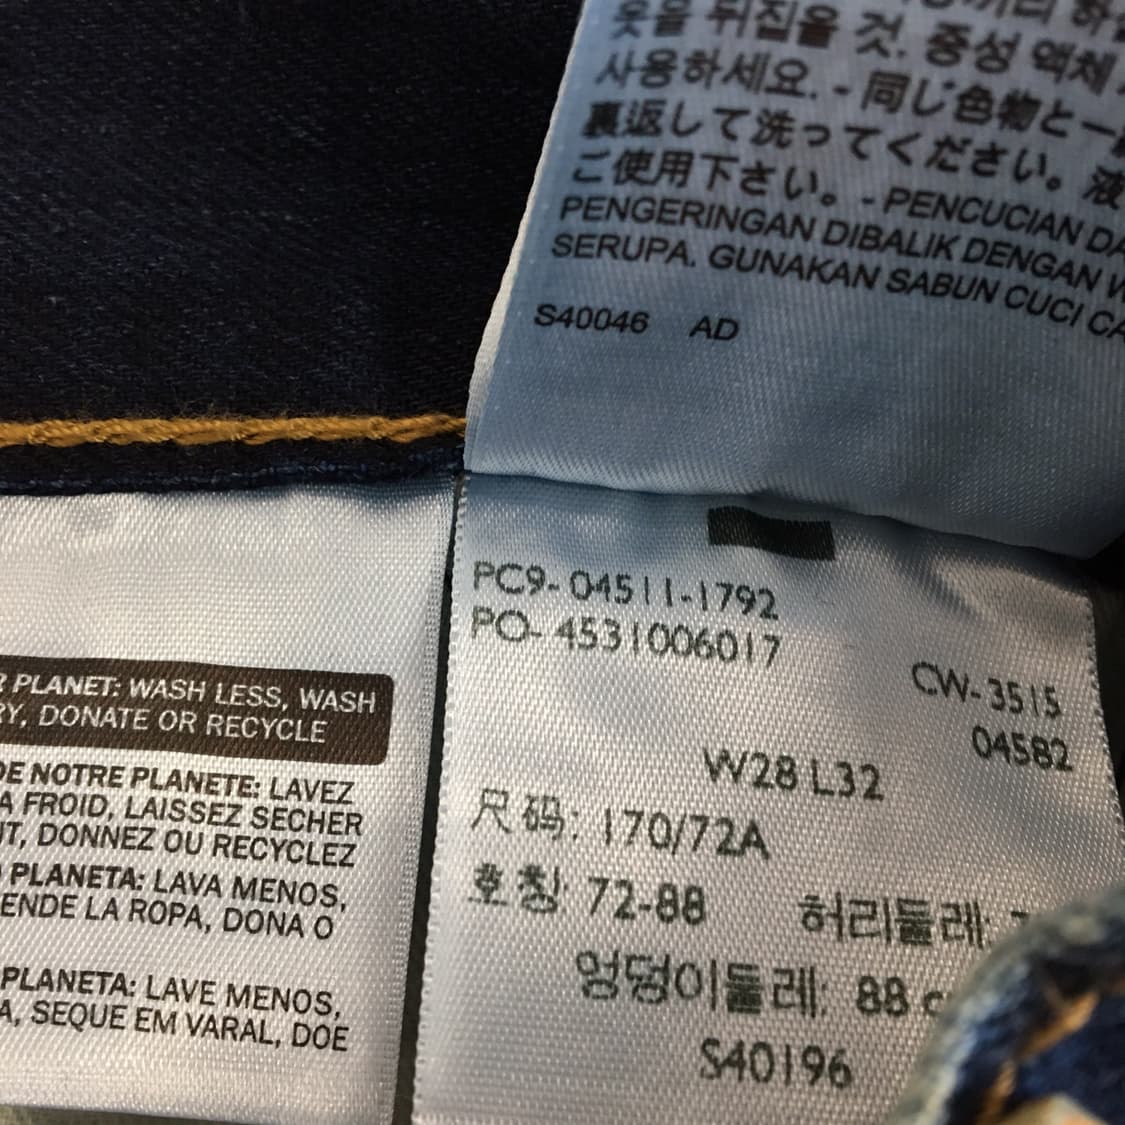 옷을 뒤집을 것. 중성 액체
사용하세요. - 同じ色物と一
裏返して洗ってください。液
ご使用下さい。- PENCUCIAN
PENGERINGAN DIBALIK DENGAN
SERUPA. GUNAKAN SABUN CUCI
S40046 AD
PC9-04511-1792
PO-4531006017
CW-3515
04582
W28 L32
尺码: 170/72A
호칭: 72-88 허리둘레:
엉덩이둘레: 88
S40196
PLANET: WASH LESS, WASH
DONATE OR RECYCLE
DE NOTRE PLANETE: LAVEZ
A FROID, LAISSEZ SECHER
DONNEZ OU RECYCLEZ
PLANETA: LAVA MENOS,
ENDE LA ROPA, DONA O
PLANETA: LAVE MENOS,
A, SEQUE EM VARAL, DOE